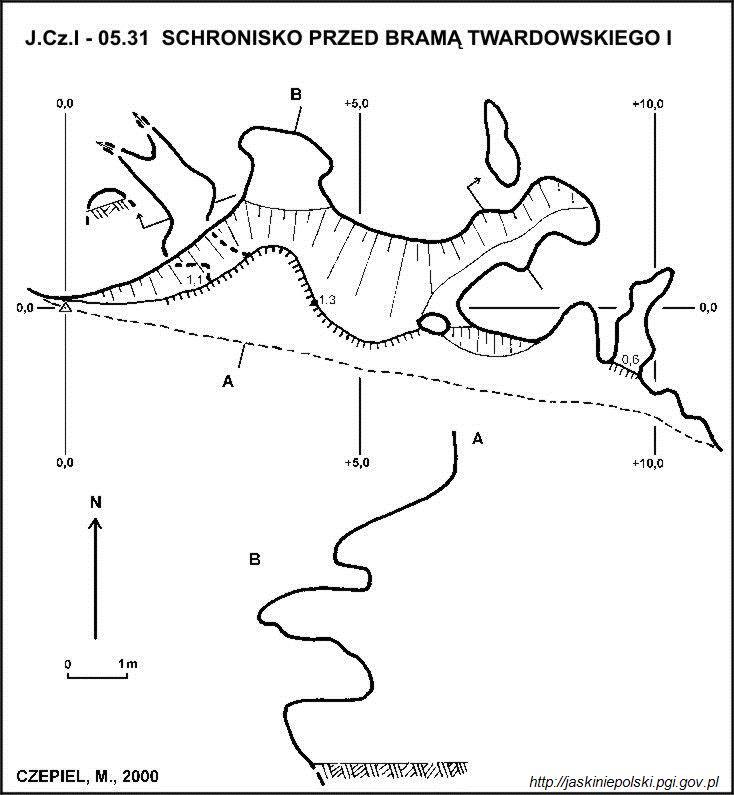 J.Cz.I - 05.31 SCHRONISKO PRZED BRAMĄ TWARDOWSKIEGO I
0,0 B +5,0 +10,0
1,1
1.3
0,0 0,0
0,6
A
0,0 +5,0 A +10,0
N
B
0 1m
CZEPIEL, M., 2000
http://jaskiniepolski.pgi.gov.pl